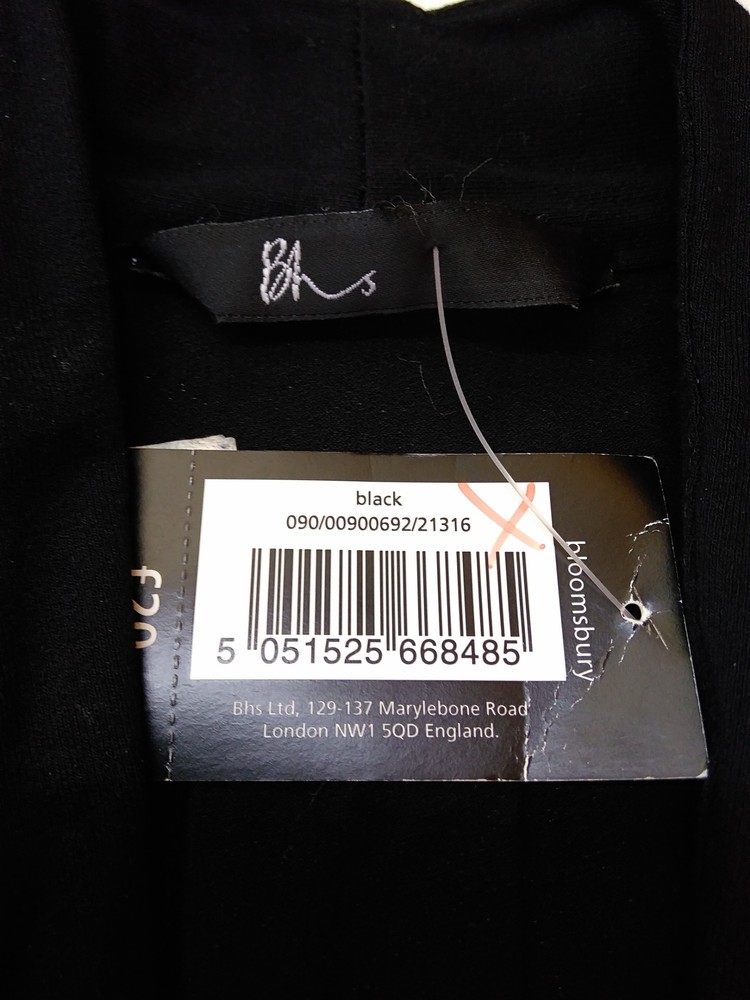 Bhs
black
090/00900692/21316
5 051525 668485
bloomsbury
£20
Bhs Ltd, 129-137 Marylebone Road
London NW1 5QD England.